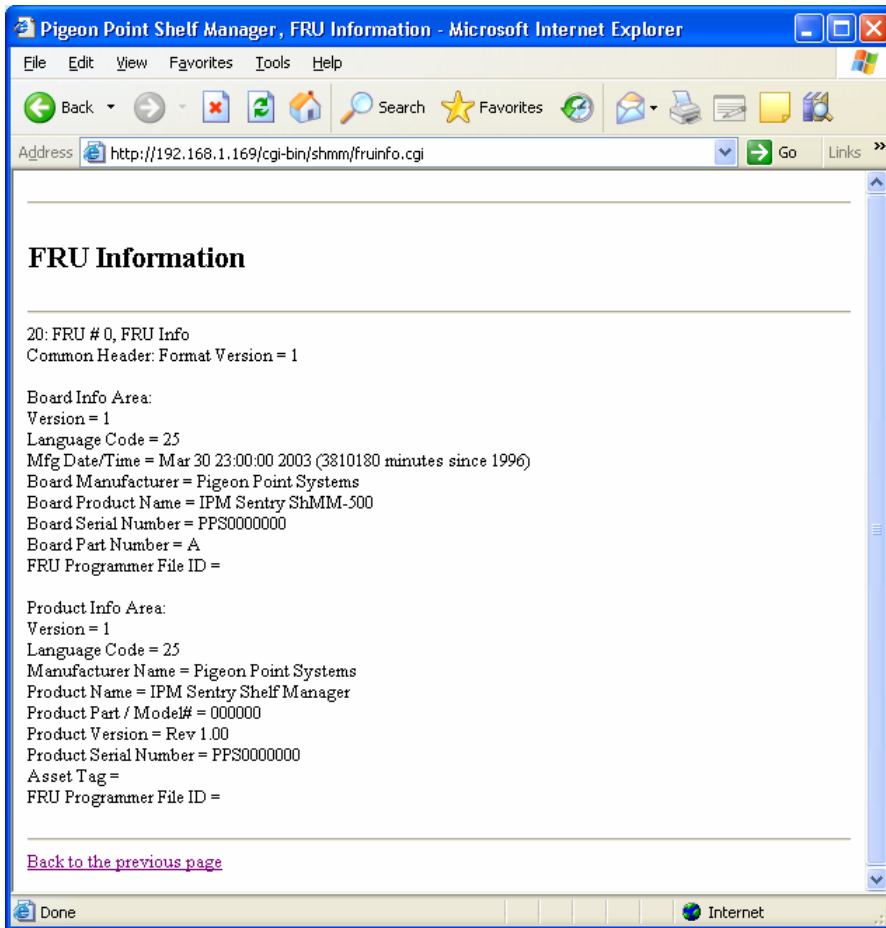 Pigeon Point Shelf Manager, FRU Information - Microsoft Internet Explorer
File Edit View Favorites Tools Help
Back Search Favorites
Address http://192.168.1.169/cgi-bin/shmm/fruinfo.cgi Go Links »
FRU Information
20: FRU # 0, FRU Info
Common Header: Format Version = 1
Board Info Area:
Version = 1
Language Code = 25
Mfg Date/Time = Mar 30 23:00:00 2003 (3810180 minutes since 1996)
Board Manufacturer = Pigeon Point Systems
Board Product Name = IPM Sentry ShMM-500
Board Serial Number = PPS0000000
Board Part Number = A
FRU Programmer File ID =
Product Info Area:
Version = 1
Language Code = 25
Manufacturer Name = Pigeon Point Systems
Product Name = IPM Sentry Shelf Manager
Product Part / Model# = 000000
Product Version = Rev 1.00
Product Serial Number = PPS0000000
Asset Tag =
FRU Programmer File ID =
Back to the previous page
Done Internet